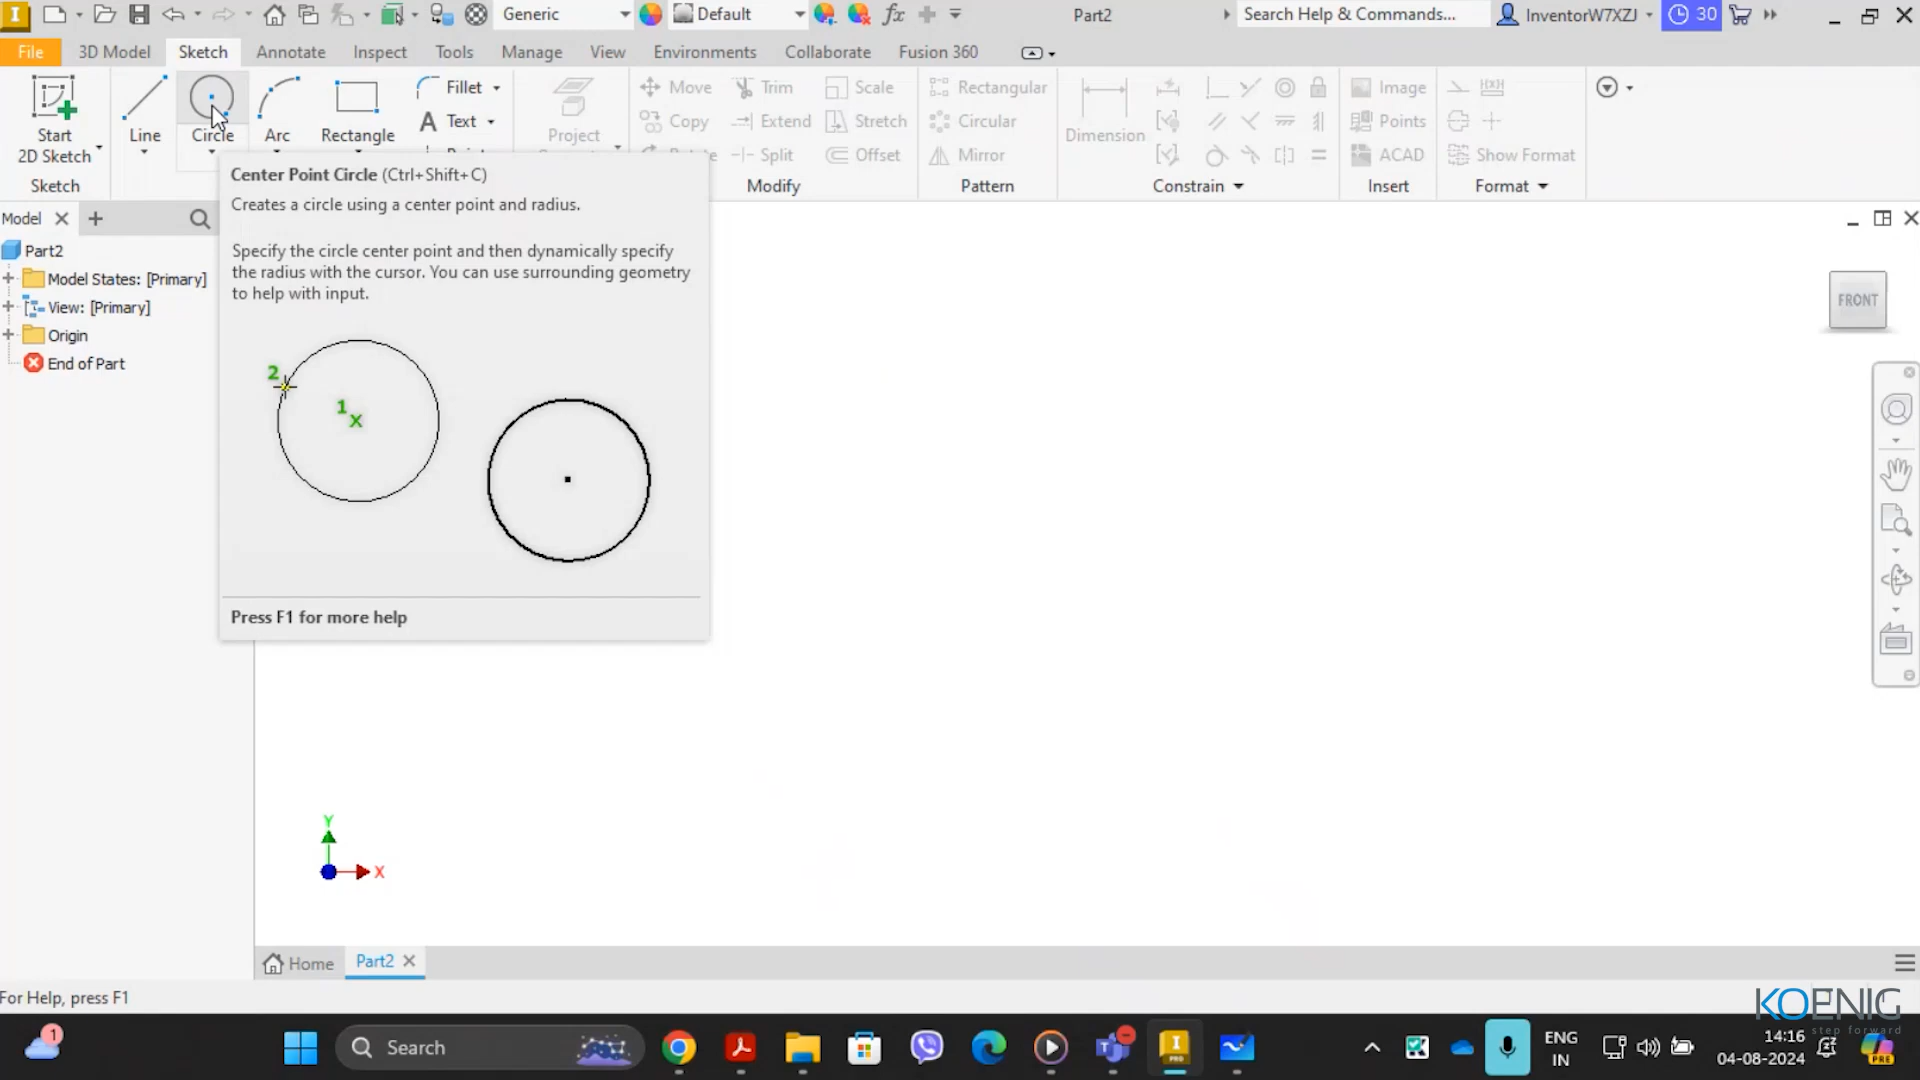 Generic
Default
fx
Part2
Search Help & Commands...
InventorW7XZJ
30
File
3D Model
Sketch
Annotate
Inspect
Tools
Manage
View
Environments
Collaborate
Fusion 360
Start
2D Sketch
Line
Circle
Arc
Rectangle
Fillet
Text
Project
Move
Copy
Trim
Extend
Split
Scale
Stretch
Offset
Rectangular
Circular
Mirror
Dimension
Image
Points
ACAD
Show Format
Sketch
Modify
Pattern
Constrain
Insert
Format
Model
Part2
Model States: [Primary]
View: [Primary]
Origin
End of Part
Center Point Circle (Ctrl+Shift+C)
Creates a circle using a center point and radius.
Specify the circle center point and then dynamically specify
the radius with the cursor. You can use surrounding geometry
to help with input.
2
1
Press F1 for more help
FRONT
Y
X
Home
Part2
For Help, press F1
KOENIG
step forward
1
Search
PRO
ENG
IN
14:16
04-08-2024
PRE